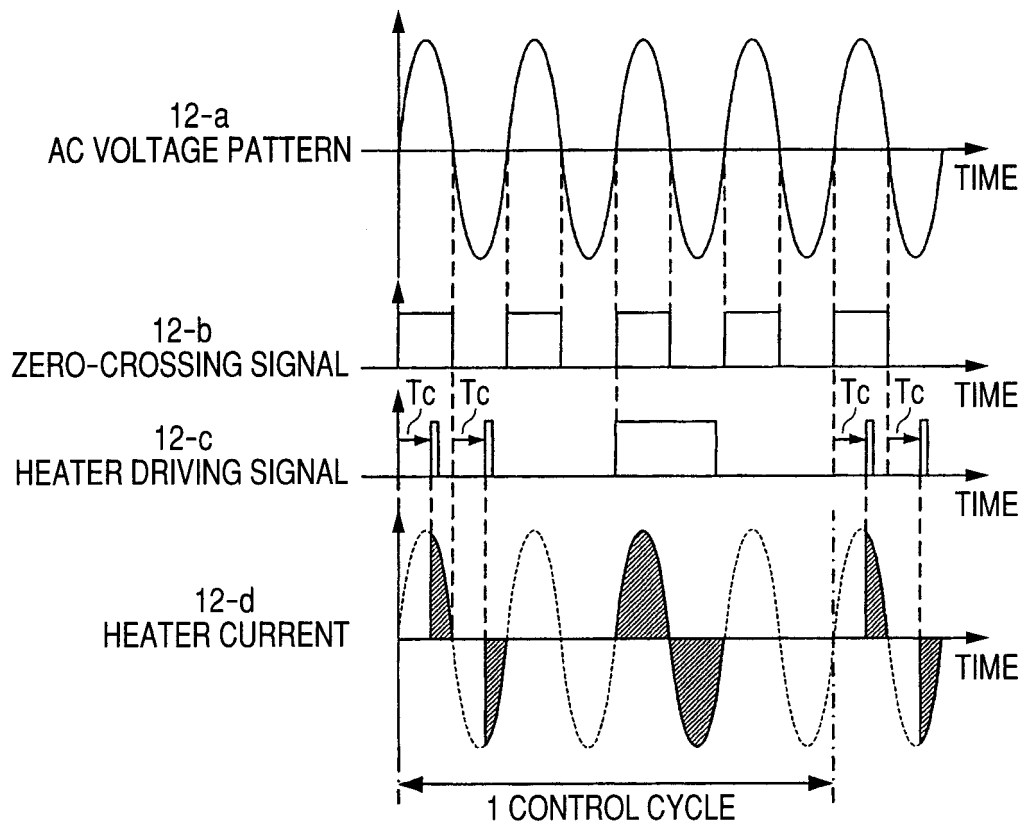 12-a
AC VOLTAGE PATTERN
TIME
12-b
ZERO-CROSSING SIGNAL
TIME
Tc
Tc
Tc
Tc
12-c
HEATER DRIVING SIGNAL
TIME
12-d
HEATER CURRENT
TIME
1 CONTROL CYCLE